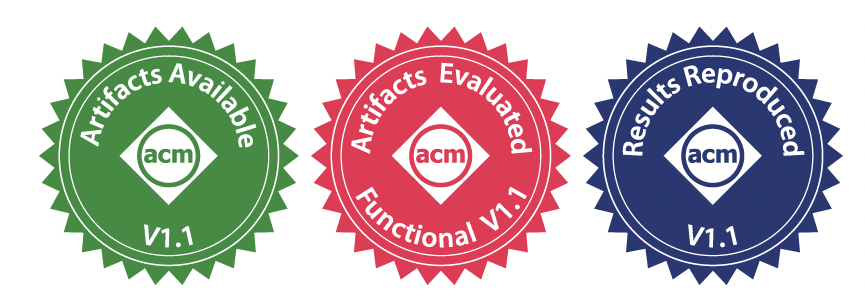 Artifacts Available
acm
V1.1
Artifacts Evaluated
acm
Functional V1.1
Results Reproduced
acm
V1.1